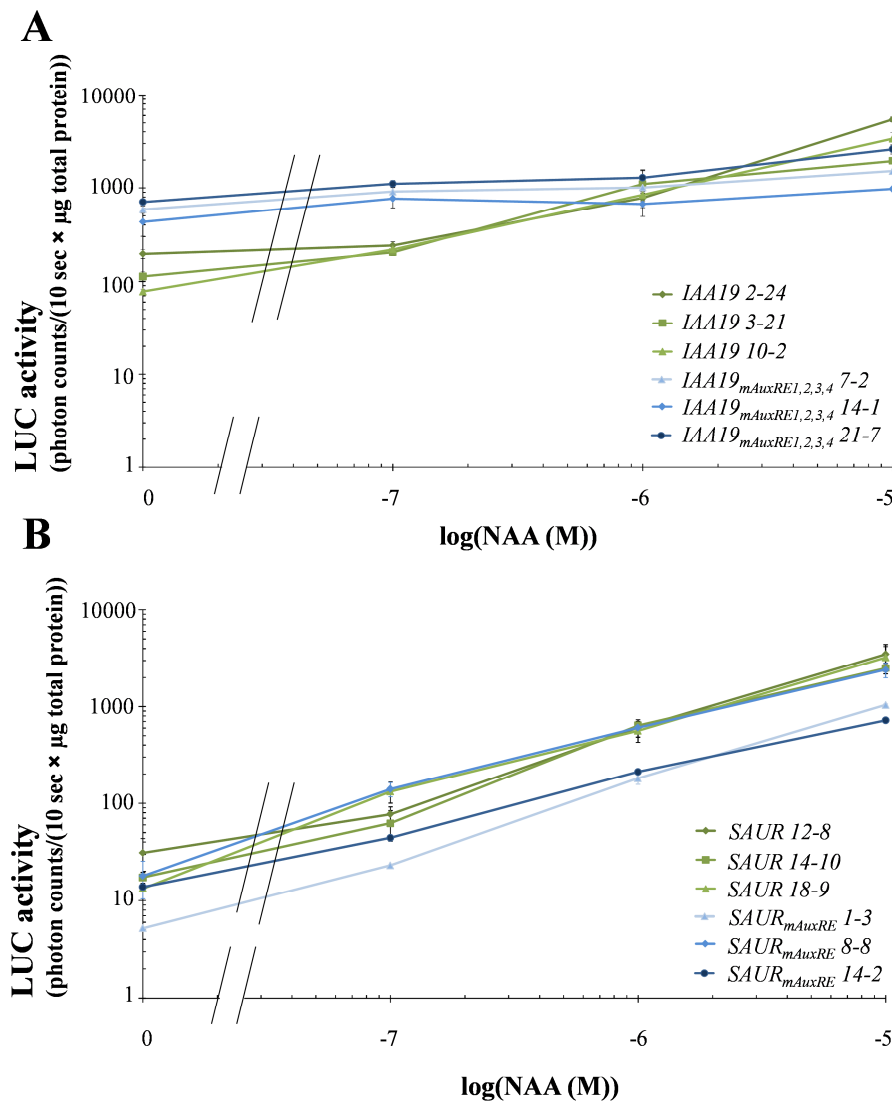 A
LUC activity
(photon counts/(10 sec × µg total protein))
10000
1000
100
10
1
0
-7
-6
-5
log(NAA (M))
IAA19 2-24
IAA19 3-21
IAA19 10-2
IAA19mAuxRE1,2,3,4 7-2
IAA19mAuxRE1,2,3,4 14-1
IAA19mAuxRE1,2,3,4 21-7
B
LUC activity
(photon counts/(10 sec × µg total protein))
10000
1000
100
10
1
0
-7
-6
-5
log(NAA (M))
SAUR 12-8
SAUR 14-10
SAUR 18-9
SAURmAuxRE 1-3
SAURmAuxRE 8-8
SAURmAuxRE 14-2